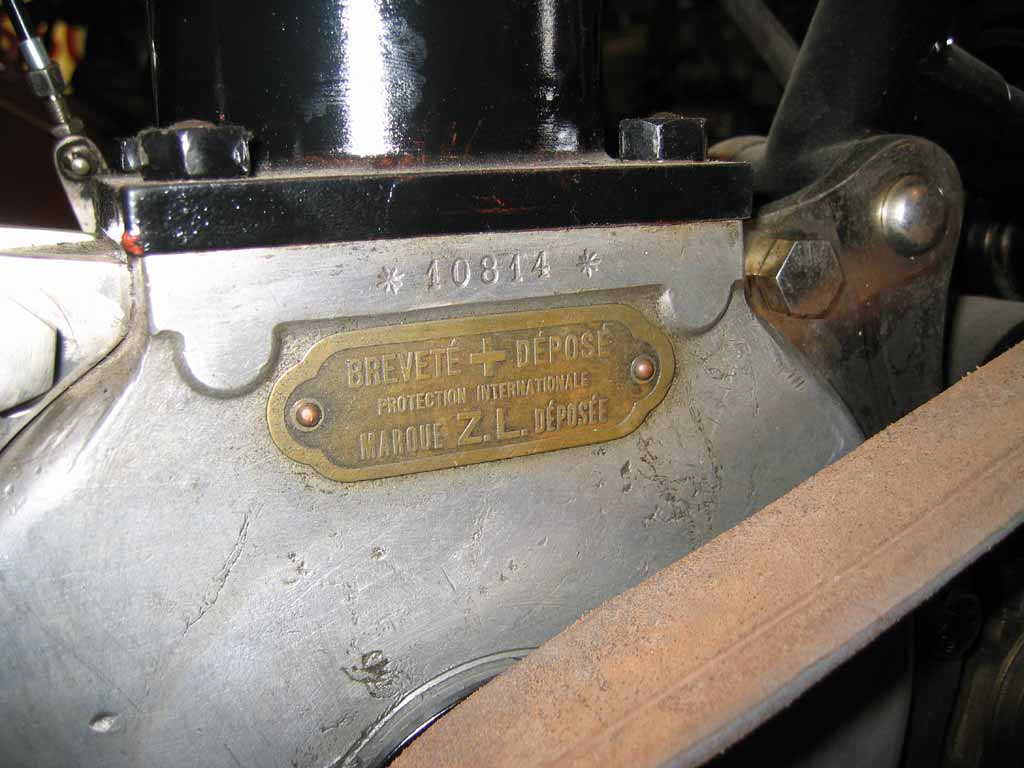 * 10814 *
BREVETÉ + DÉPOSÉ
PROTECTION INTERNATIONALE
MARQUE Z.L. DÉPOSÉE